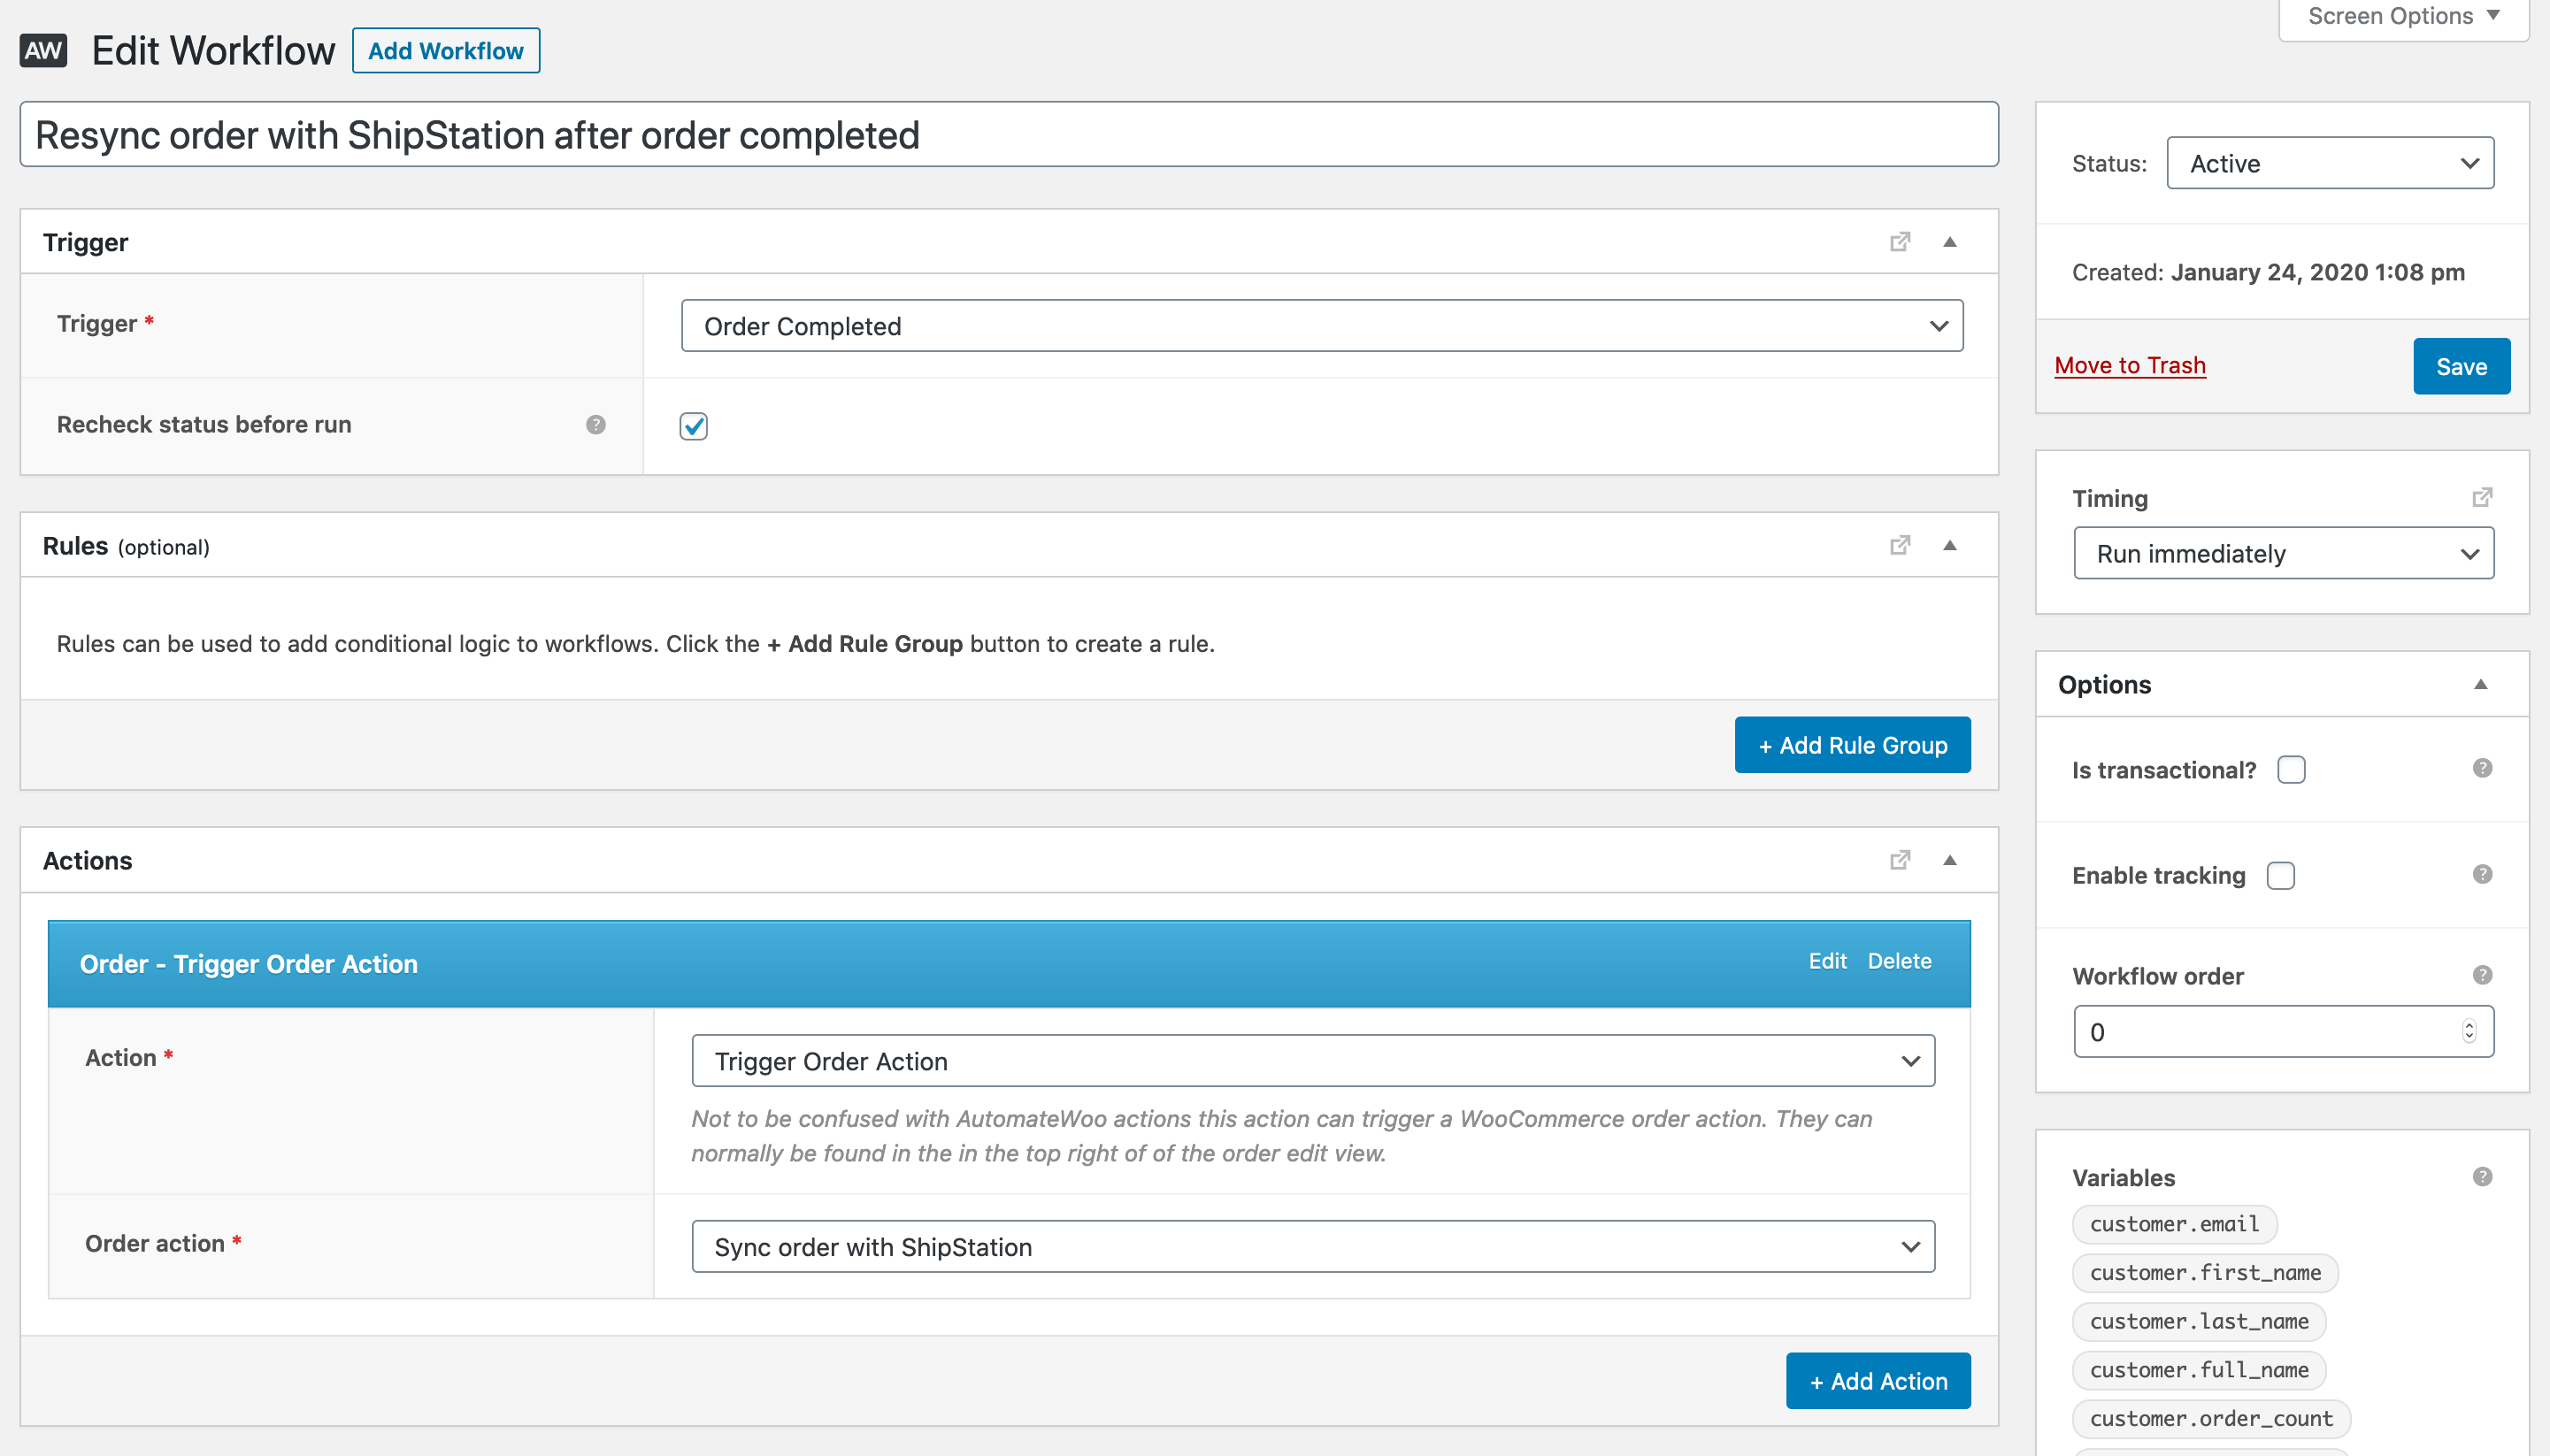 Screen Options
AW Edit Workflow Add Workflow
Resync order with ShipStation after order completed
Trigger
Trigger *
Order Completed
Recheck status before run ?
Rules (optional)
Rules can be used to add conditional logic to workflows. Click the + Add Rule Group button to create a rule.
+ Add Rule Group
Actions
Order - Trigger Order Action Edit Delete
Action *
Trigger Order Action
Not to be confused with AutomateWoo actions this action can trigger a WooCommerce order action. They can
normally be found in the in the top right of of the order edit view.
Order action *
Sync order with ShipStation
+ Add Action
Status: Active
Created: January 24, 2020 1:08 pm
Move to Trash Save
Timing
Run immediately
Options
Is transactional? ?
Enable tracking ?
Workflow order ?
0
Variables ?
customer.email
customer.first_name
customer.last_name
customer.full_name
customer.order_count